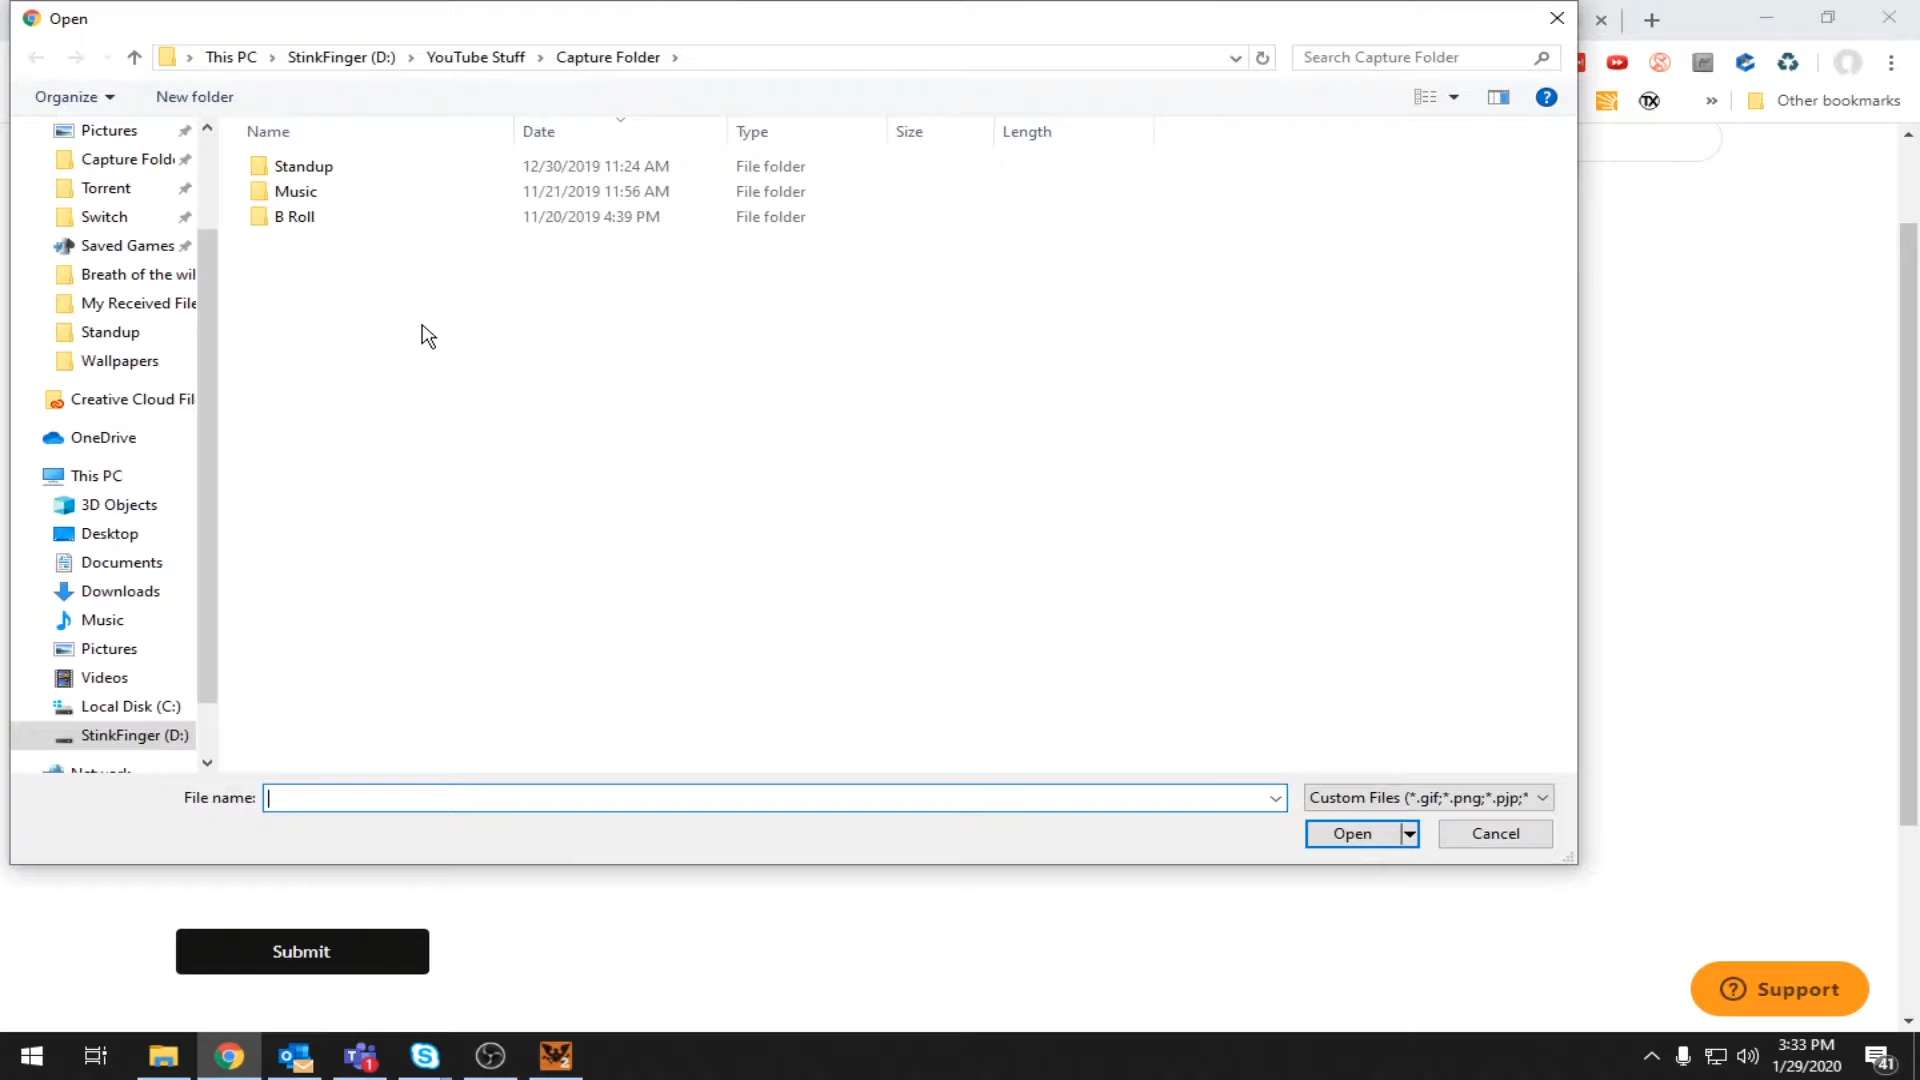 Open
This PC > StinkFinger (D:) > YouTube Stuff > Capture Folder >
Search Capture Folder
Organize
New folder
Other bookmarks
Name Date Type Size Length
Standup 12/30/2019 11:24 AM File folder
Music 11/21/2019 11:56 AM File folder
B Roll 11/20/2019 4:39 PM File folder
Pictures
Capture Fold
Torrent
Switch
Saved Games
Breath of the wil
My Received File
Standup
Wallpapers
Creative Cloud Fil
OneDrive
This PC
3D Objects
Desktop
Documents
Downloads
Music
Pictures
Videos
Local Disk (C:)
StinkFinger (D:)
Network
File name:
Custom Files (*.gif;*.png;*.pjp;*
Open
Cancel
Submit
Support
3:33 PM
1/29/2020
41